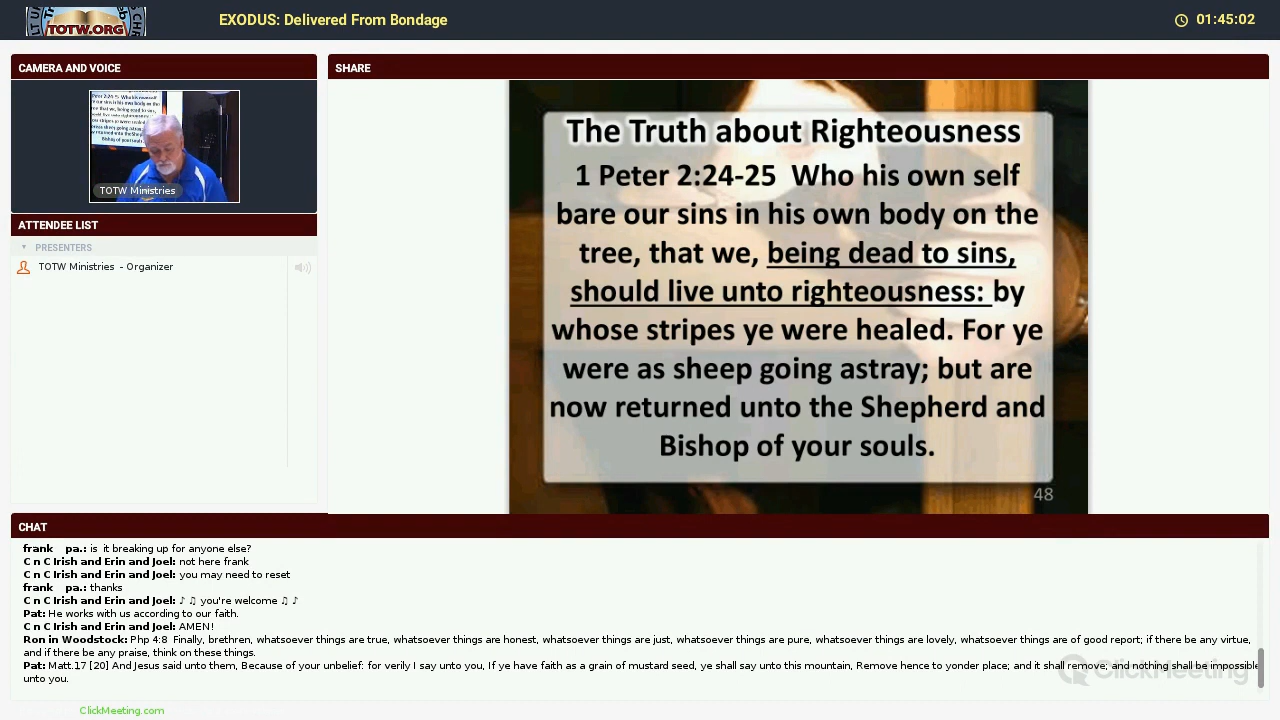 TOTW.ORG
EXODUS: Delivered From Bondage
01:45:02
CAMERA AND VOICE
TOTW Ministries
ATTENDEE LIST
PRESENTERS
TOTW Ministries - Organizer
SHARE
The Truth about Righteousness
1 Peter 2:24-25 Who his own self
bare our sins in his own body on the
tree, that we, being dead to sins,
should live unto righteousness: by
whose stripes ye were healed. For ye
were as sheep going astray; but are
now returned unto the Shepherd and
Bishop of your souls.
48
CHAT
frank pa.: is it breaking up for anyone else?
C n C Irish and Erin and Joel: not here frank
C n C Irish and Erin and Joel: you may need to reset
frank pa.: thanks
C n C Irish and Erin and Joel: ♪ ♫ you're welcome ♫ ♪
Pat: He works with us according to our faith.
C n C Irish and Erin and Joel: AMEN!
Ron in Woodstock: Php 4:8 Finally, brethren, whatsoever things are true, whatsoever things are honest, whatsoever things are just, whatsoever things are pure, whatsoever things are lovely, whatsoever things are of good report; if there be any virtue,
and if there be any praise, think on these things.
Pat: Matt.17 [20] And Jesus said unto them, Because of your unbelief: for verily I say unto you, If ye have faith as a grain of mustard seed, ye shall say unto this mountain, Remove hence to yonder place; and it shall remove; and nothing shall be impossible
unto you.
ClickMeeting
ClickMeeting.com